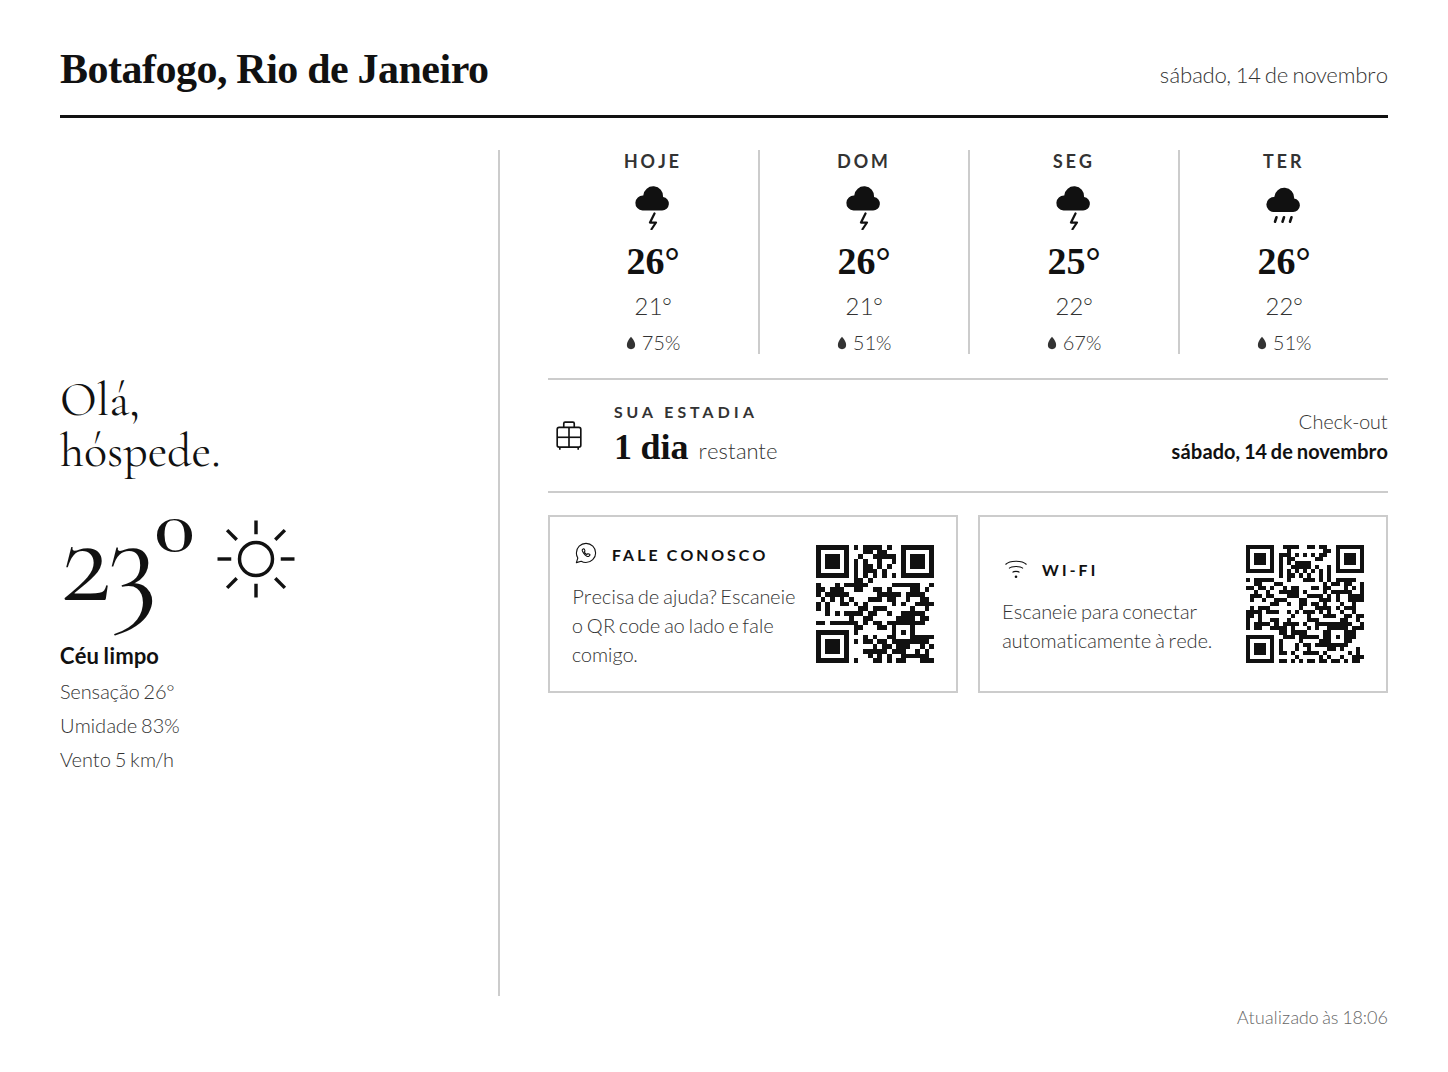 Botafogo, Rio de Janeiro
sábado, 14 de novembro
Olá,
hóspede.
23°
Céu limpo
Sensação 26°
Umidade 83%
Vento 5 km/h
HOJE
26°
21°
75%
DOM
26°
21°
51%
SEG
25°
22°
67%
TER
26°
22°
51%
SUA ESTADIA
1 dia restante
Check-out
sábado, 14 de novembro
FALE CONOSCO
Precisa de ajuda? Escaneie
o QR code ao lado e fale
comigo.
WI-FI
Escaneie para conectar
automaticamente à rede.
Atualizado às 18:06